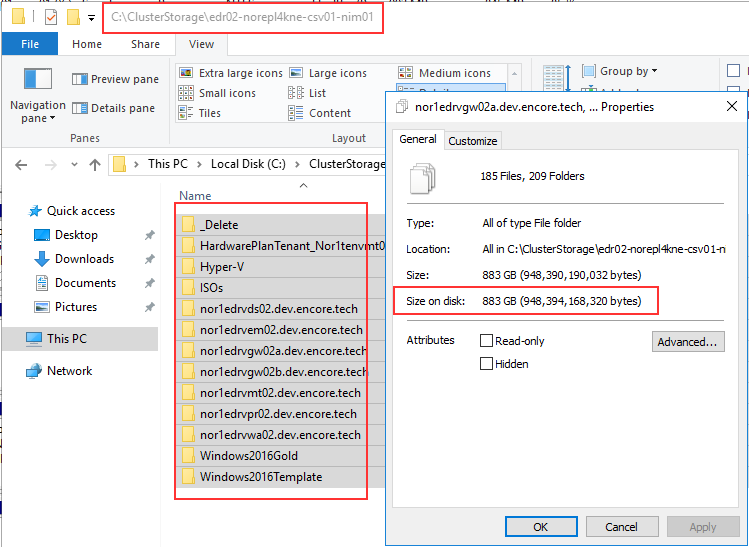 C:\ClusterStorage\edr02-norepl4kne-csv01-nim01
File Home Share View
Preview pane
Details pane
Navigation pane
Panes
Extra large icons Large icons Medium icons
Small icons List
Tiles Content
Layout
Group by
This PC Local Disk (C:) ClusterStorage
Name
Quick access
Desktop
Downloads
Documents
Pictures
This PC
Network
_Delete
HardwarePlanTenant_Nor1tenvmt0
Hyper-V
ISOs
nor1edrvds02.dev.encore.tech
nor1edrvem02.dev.encore.tech
nor1edrvgw02a.dev.encore.tech
nor1edrvgw02b.dev.encore.tech
nor1edrvmt02.dev.encore.tech
nor1edrvpr02.dev.encore.tech
nor1edrvwa02.dev.encore.tech
Windows2016Gold
Windows2016Template
nor1edrvgw02a.dev.encore.tech, ... Properties
General Customize
185 Files, 209 Folders
Type: All of type File folder
Location: All in C:\ClusterStorage\edr02-norepl4kne-csv01-n
Size: 883 GB (948,390,190,032 bytes)
Size on disk: 883 GB (948,394,168,320 bytes)
Attributes Read-only Advanced...
Hidden
OK Cancel Apply